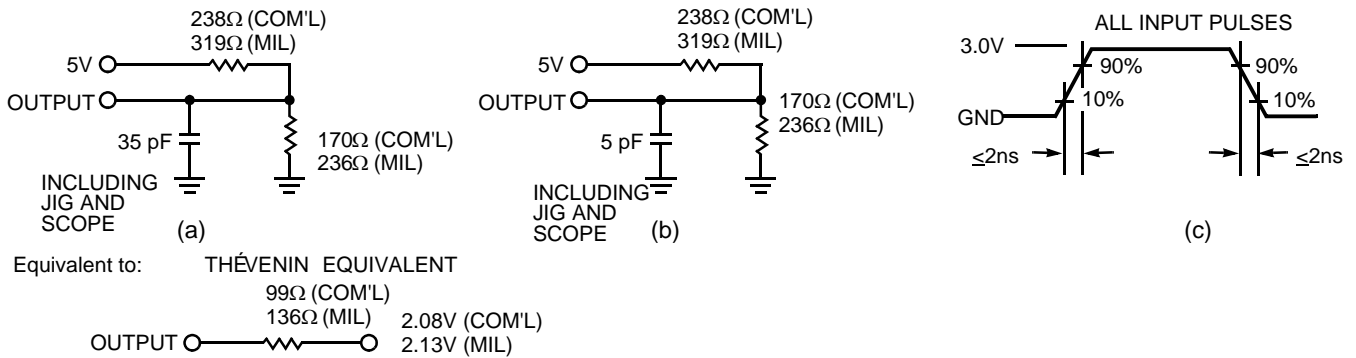 238Ω (COM'L)
319Ω (MIL)
5V
OUTPUT
35 pF
170Ω (COM'L)
236Ω (MIL)
INCLUDING
JIG AND
SCOPE
(a)
238Ω (COM'L)
319Ω (MIL)
5V
OUTPUT
5 pF
170Ω (COM'L)
236Ω (MIL)
INCLUDING
JIG AND
SCOPE
(b)
ALL INPUT PULSES
3.0V
90%
90%
10%
10%
GND
≤2ns
≤2ns
(c)
Equivalent to: THÉVENIN EQUIVALENT
99Ω (COM'L)
136Ω (MIL)
OUTPUT
2.08V (COM'L)
2.13V (MIL)